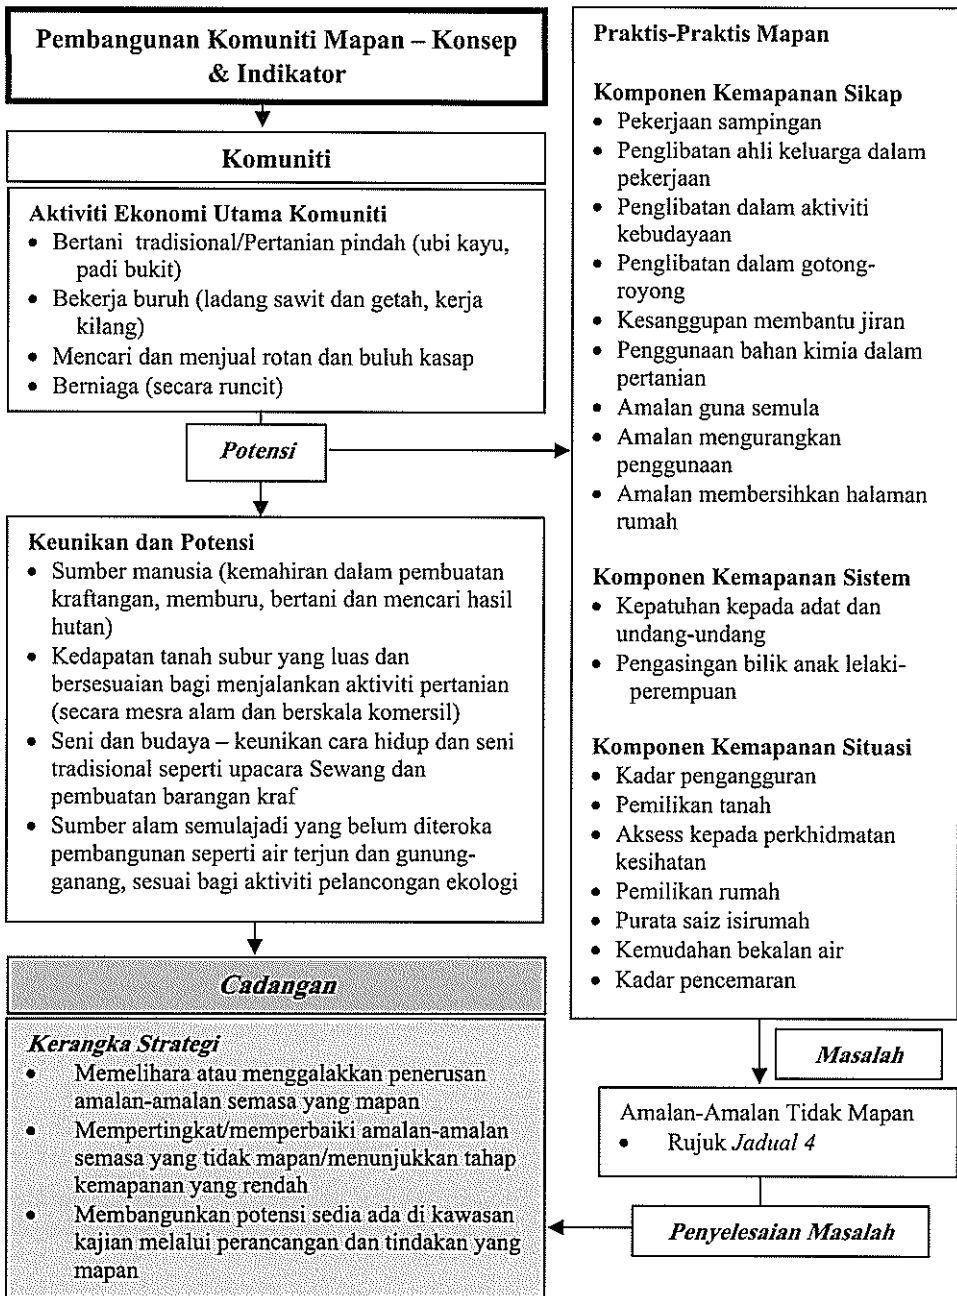 Pembangunan Komuniti Mapan – Konsep
& Indikator
Komuniti
Aktiviti Ekonomi Utama Komuniti
• Bertani tradisional/Pertanian pindah (ubi kayu,
padi bukit)
• Bekerja buruh (ladang sawit dan getah, kerja
kilang)
• Mencari dan menjual rotan dan buluh kasap
• Berniaga (secara runcit)
Potensi
Keunikan dan Potensi
• Sumber manusia (kemahiran dalam pembuatan
kraftangan, memburu, bertani dan mencari hasil
hutan)
• Kedapatan tanah subur yang luas dan
bersesuaian bagi menjalankan aktiviti pertanian
(secara mesra alam dan berskala komersil)
• Seni dan budaya – keunikan cara hidup dan seni
tradisional seperti upacara Sewang dan
pembuatan barangan kraf
• Sumber alam semulajadi yang belum diteroka
pembangunan seperti air terjun dan gunung-
ganang, sesuai bagi aktiviti pelancongan ekologi
Cadangan
Kerangka Strategi
• Memelihara atau menggalakkan penerusan
amalan-amalan semasa yang mapan
• Mempertingkat/memperbaiki amalan-amalan
semasa yang tidak mapan/menunjukkan tahap
kemapanan yang rendah
• Membangunkan potensi sedia ada di kawasan
kajian melalui perancangan dan tindakan yang
mapan
Praktis-Praktis Mapan
Komponen Kemapanan Sikap
• Pekerjaan sampingan
• Penglibatan ahli keluarga dalam
pekerjaan
• Penglibatan dalam aktiviti
kebudayaan
• Penglibatan dalam gotong-
royong
• Kesanggupan membantu jiran
• Penggunaan bahan kimia dalam
pertanian
• Amalan guna semula
• Amalan mengurangkan
penggunaan
• Amalan membersihkan halaman
rumah
Komponen Kemapanan Sistem
• Kepatuhan kepada adat dan
undang-undang
• Pengasingan bilik anak lelaki-
perempuan
Komponen Kemapanan Situasi
• Kadar pengangguran
• Pemilikan tanah
• Aksess kepada perkhidmatan
kesihatan
• Pemilikan rumah
• Purata saiz isirumah
• Kemudahan bekalan air
• Kadar pencemaran
Masalah
Amalan-Amalan Tidak Mapan
• Rujuk Jadual 4
Penyelesaian Masalah